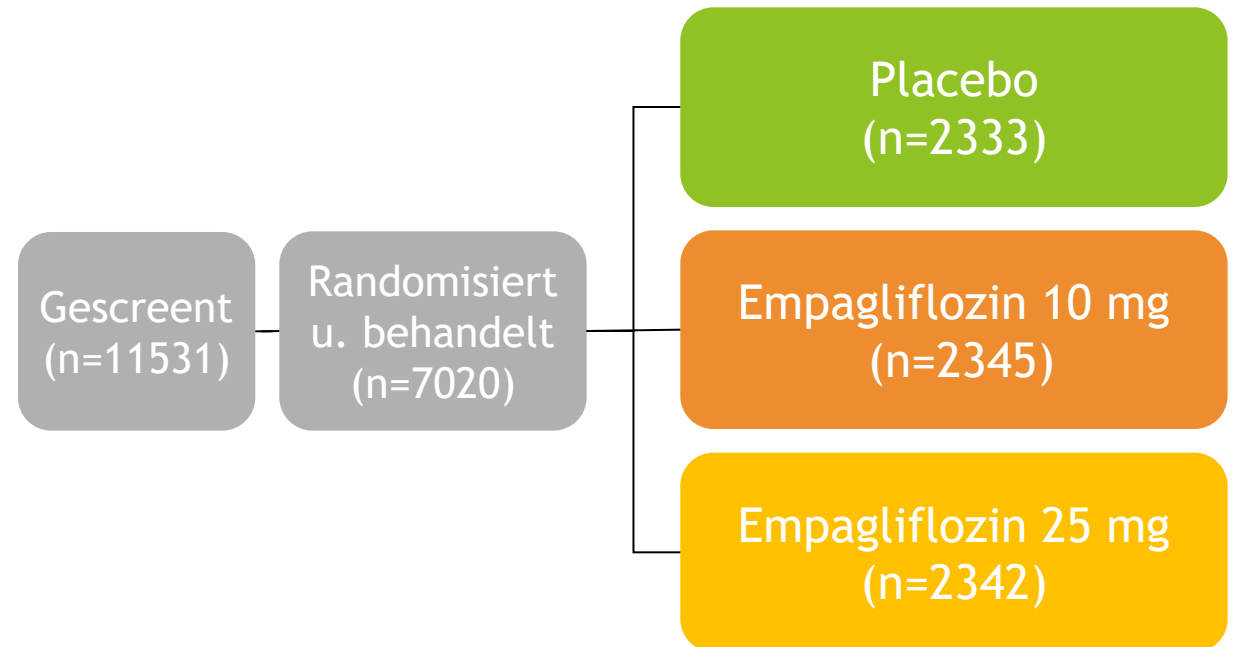 Gescreent
(n=11531)
Randomisiert
u. behandelt
(n=7020)
Placebo
(n=2333)
Empagliflozin 10 mg
(n=2345)
Empagliflozin 25 mg
(n=2342)